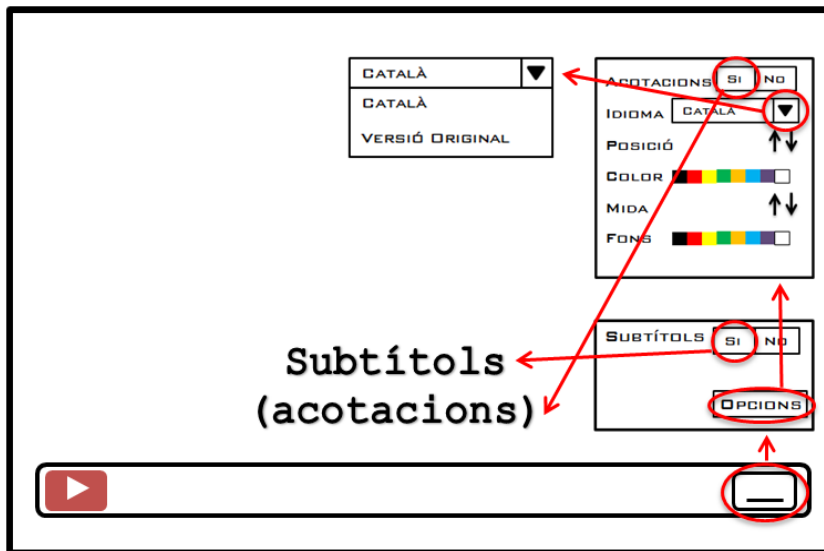 CATALÀ
CATALÀ
VERSIÓ ORIGINAL
ACOTACIONS SI NO
IDIOMA CATALÀ
POSICIÓ
COLOR
MIDA
FONS
SUBTÍTOLS SI NO
OPCIONS
Subtítols
(acotacions)